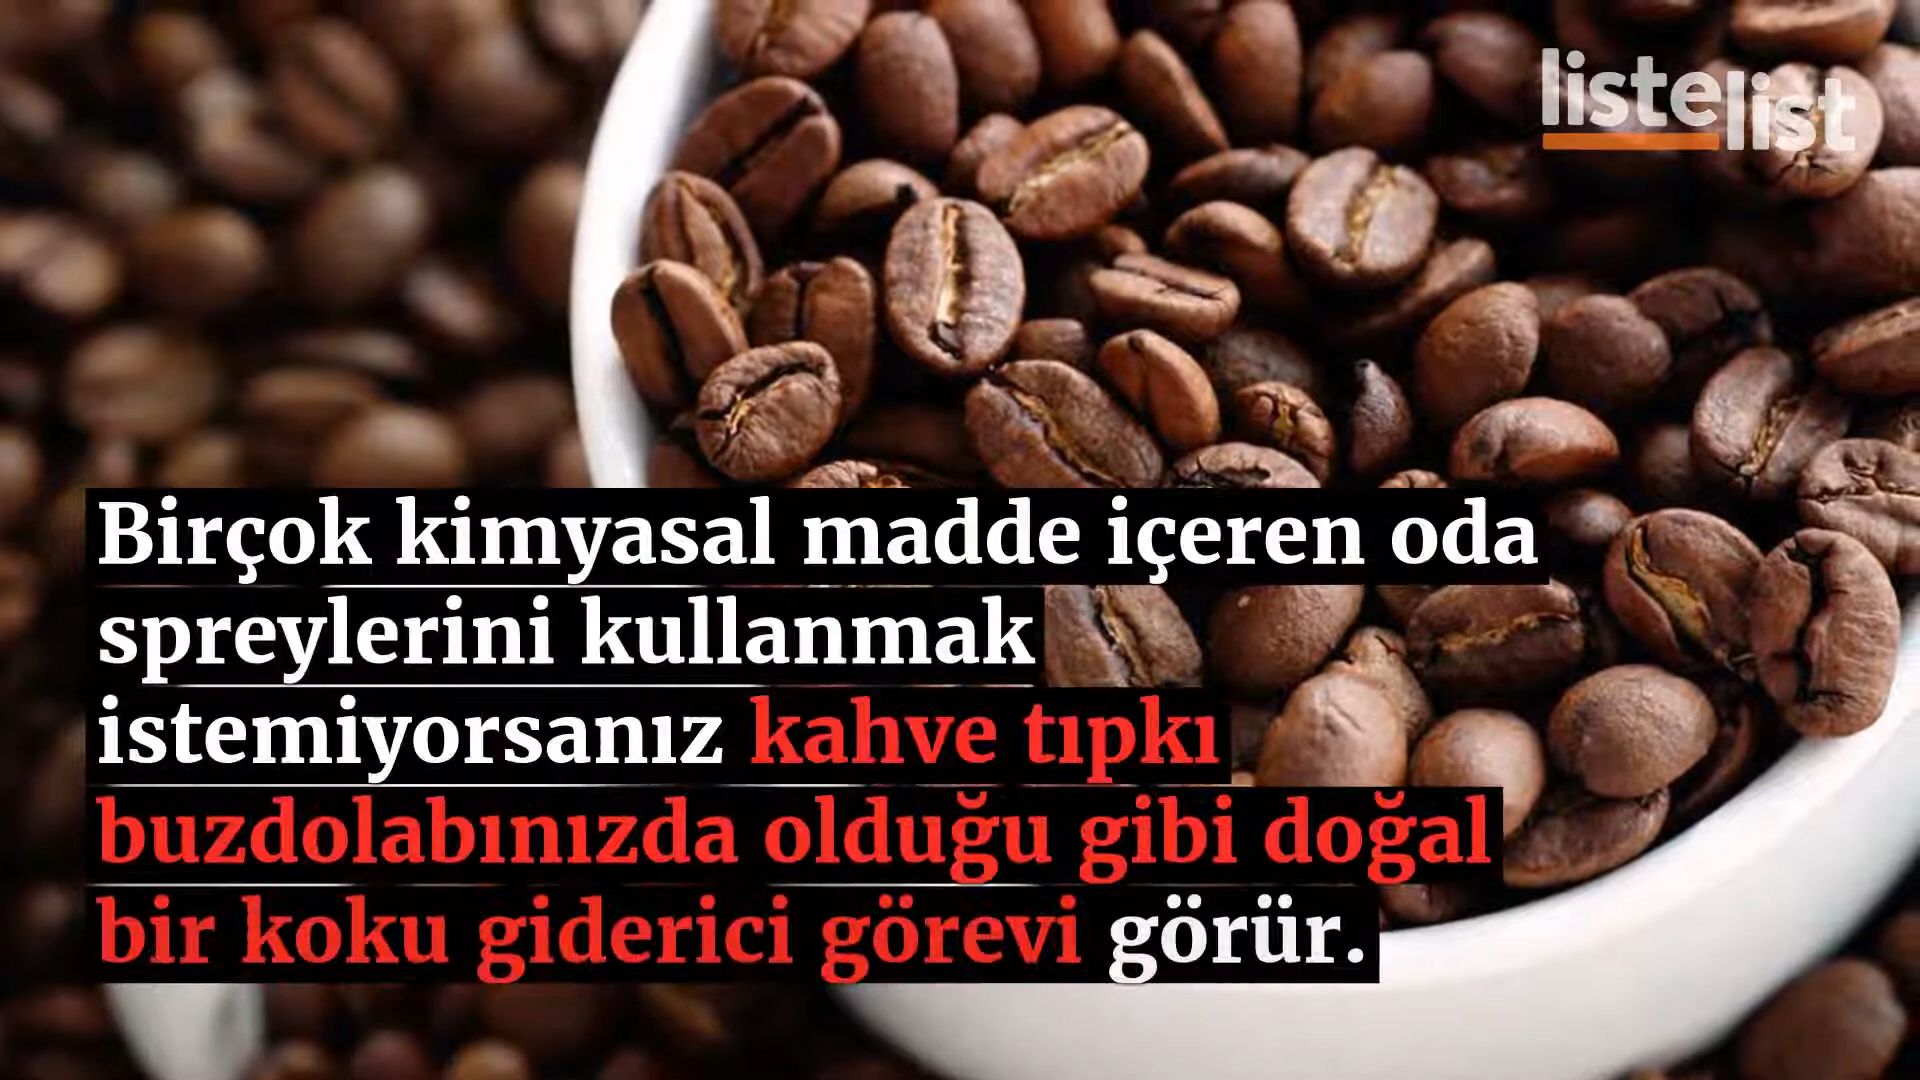 listelist
Birçok kimyasal madde içeren oda
spreylerini kullanmak
istemiyorsanız kahve tıpkı
buzdolabınızda olduğu gibi doğal
bir koku giderici görevi görür.